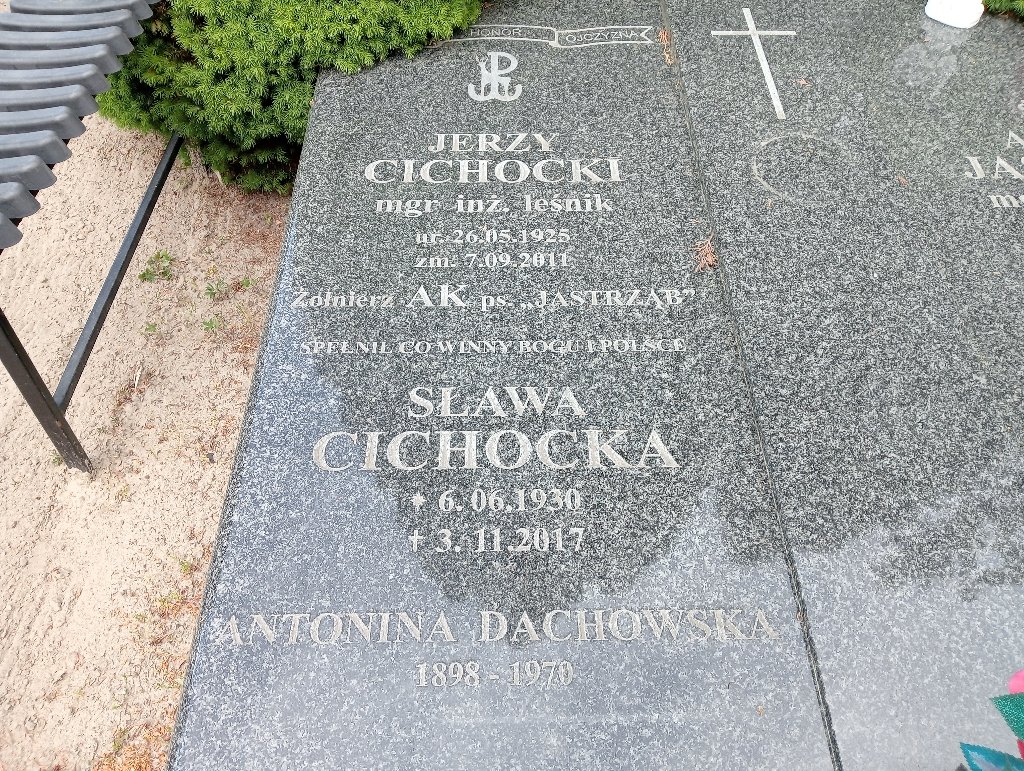 HONOR OJCZYZNA
JERZY
CICHOCKI
mgr inż. leśnik
ur. 26.05.1925
zm. 7.09.2011
Żołnierz AK ps. „JASTRZĄB”
"SPEŁNIŁ CO WINNY BOGU I POLSCE
SŁAWA
CICHOCKA
* 6.06.1930
† 3.11.2017
ANTONINA DACHOWSKA
1898 - 1970